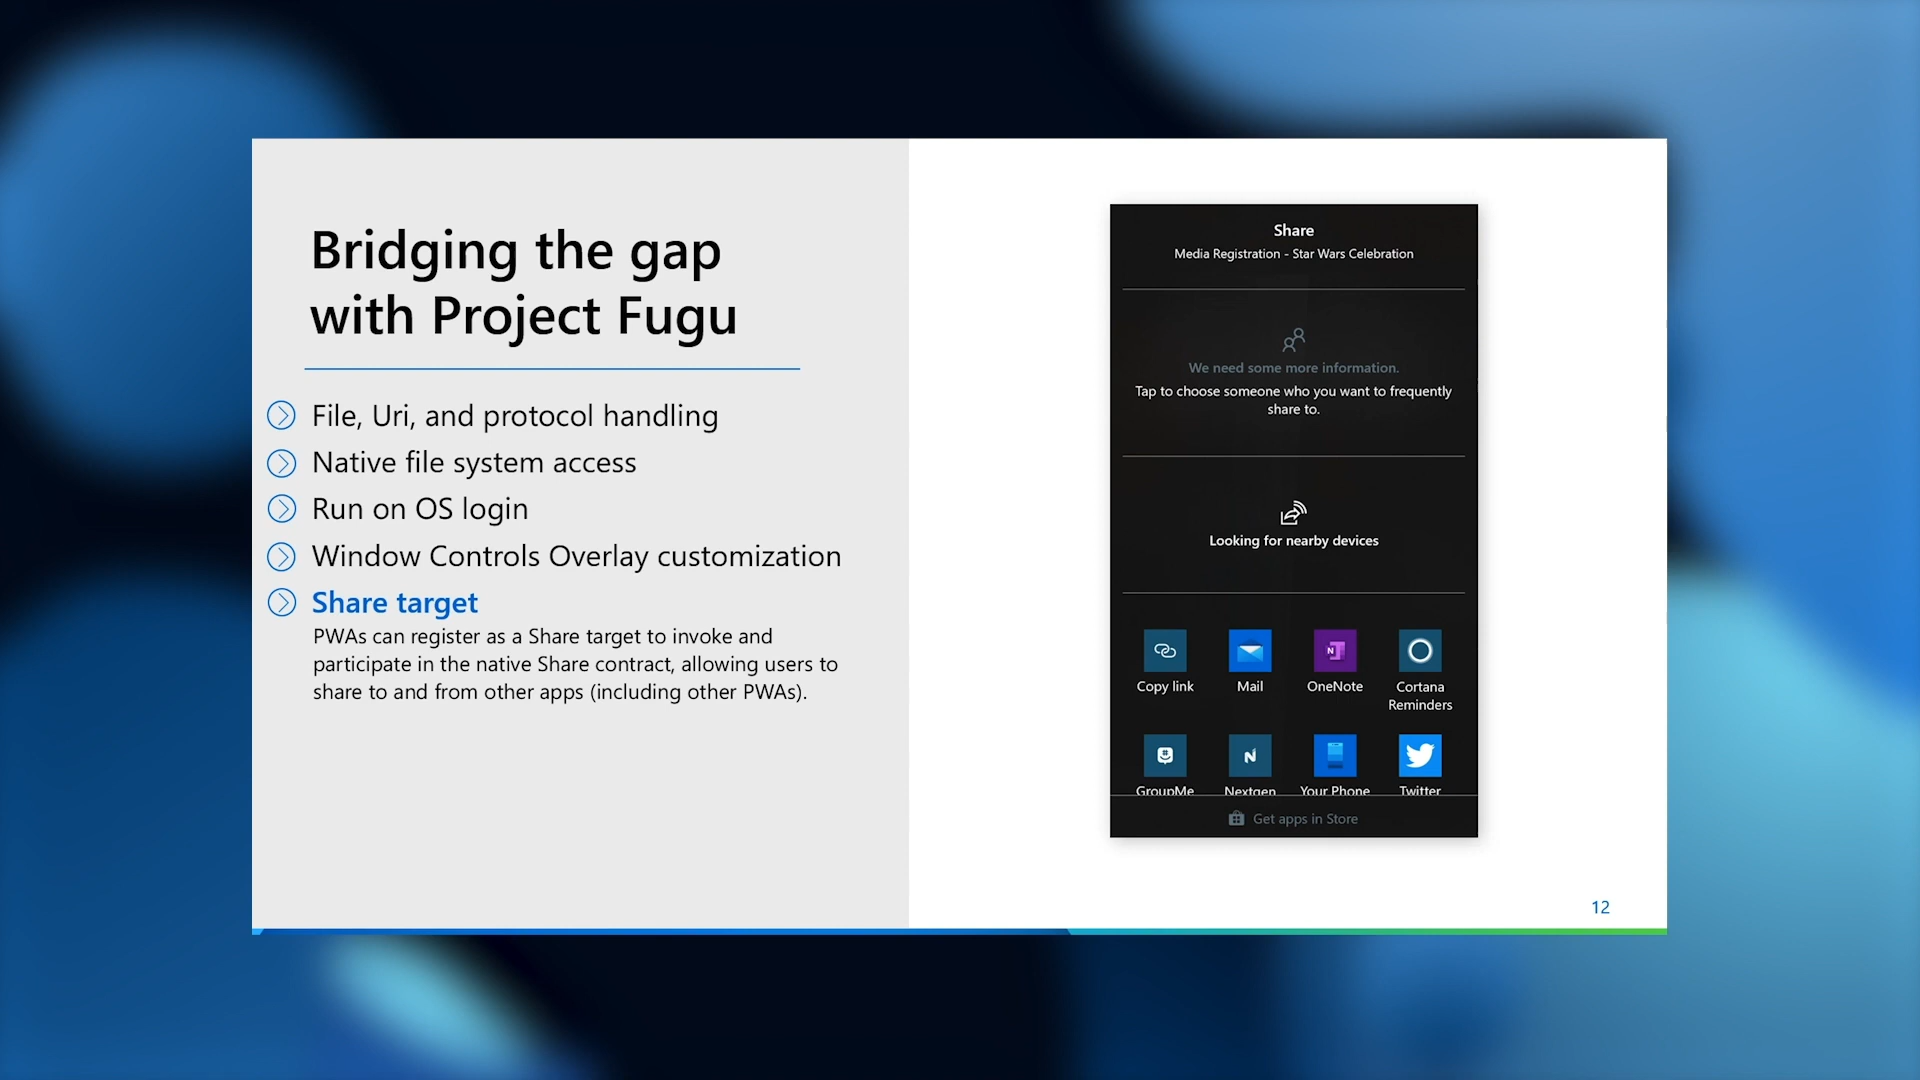 Bridging the gap
with Project Fugu
File, Uri, and protocol handling
Native file system access
Run on OS login
Window Controls Overlay customization
Share target
PWAs can register as a Share target to invoke and
participate in the native Share contract, allowing users to
share to and from other apps (including other PWAs).
Share
Media Registration - Star Wars Celebration
We need some more information.
Tap to choose someone who you want to frequently
share to.
Looking for nearby devices
Copy link Mail OneNote Cortana
Reminders
GroupMe Nextgen Your Phone Twitter
Get apps in Store
12